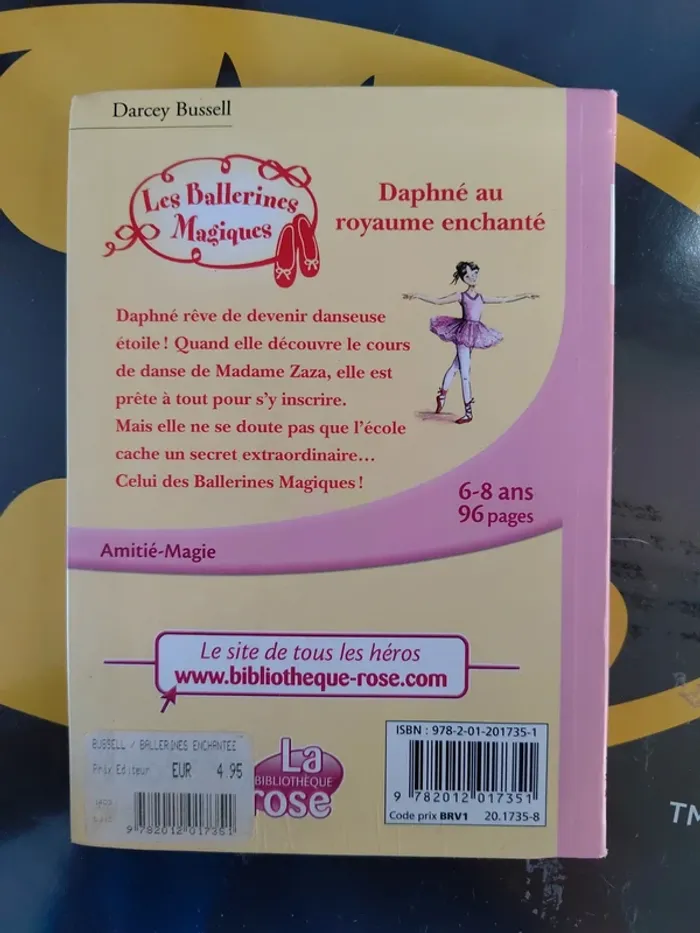 Darcey Bussell
Les Ballerines
Magiques
Daphné au
royaume enchanté
Daphné rêve de devenir danseuse
étoile ! Quand elle découvre le cours
de danse de Madame Zaza, elle est
prête à tout pour s'y inscrire.
Mais elle ne se doute pas que l'école
cache un secret extraordinaire…
Celui des Ballerines Magiques !
6-8 ans
96 pages
Amitié-Magie
Le site de tous les héros
www.bibliotheque-rose.com
BUSSELL / BALLERINES ENCHANTEE
Prix Editeur EUR 4.95
9 782012 017351
La
BIBLIOTHÈQUE
rose
ISBN : 978-2-01-201735-1
9 782012 017351
Code prix BRV1 20.1735-8
TM